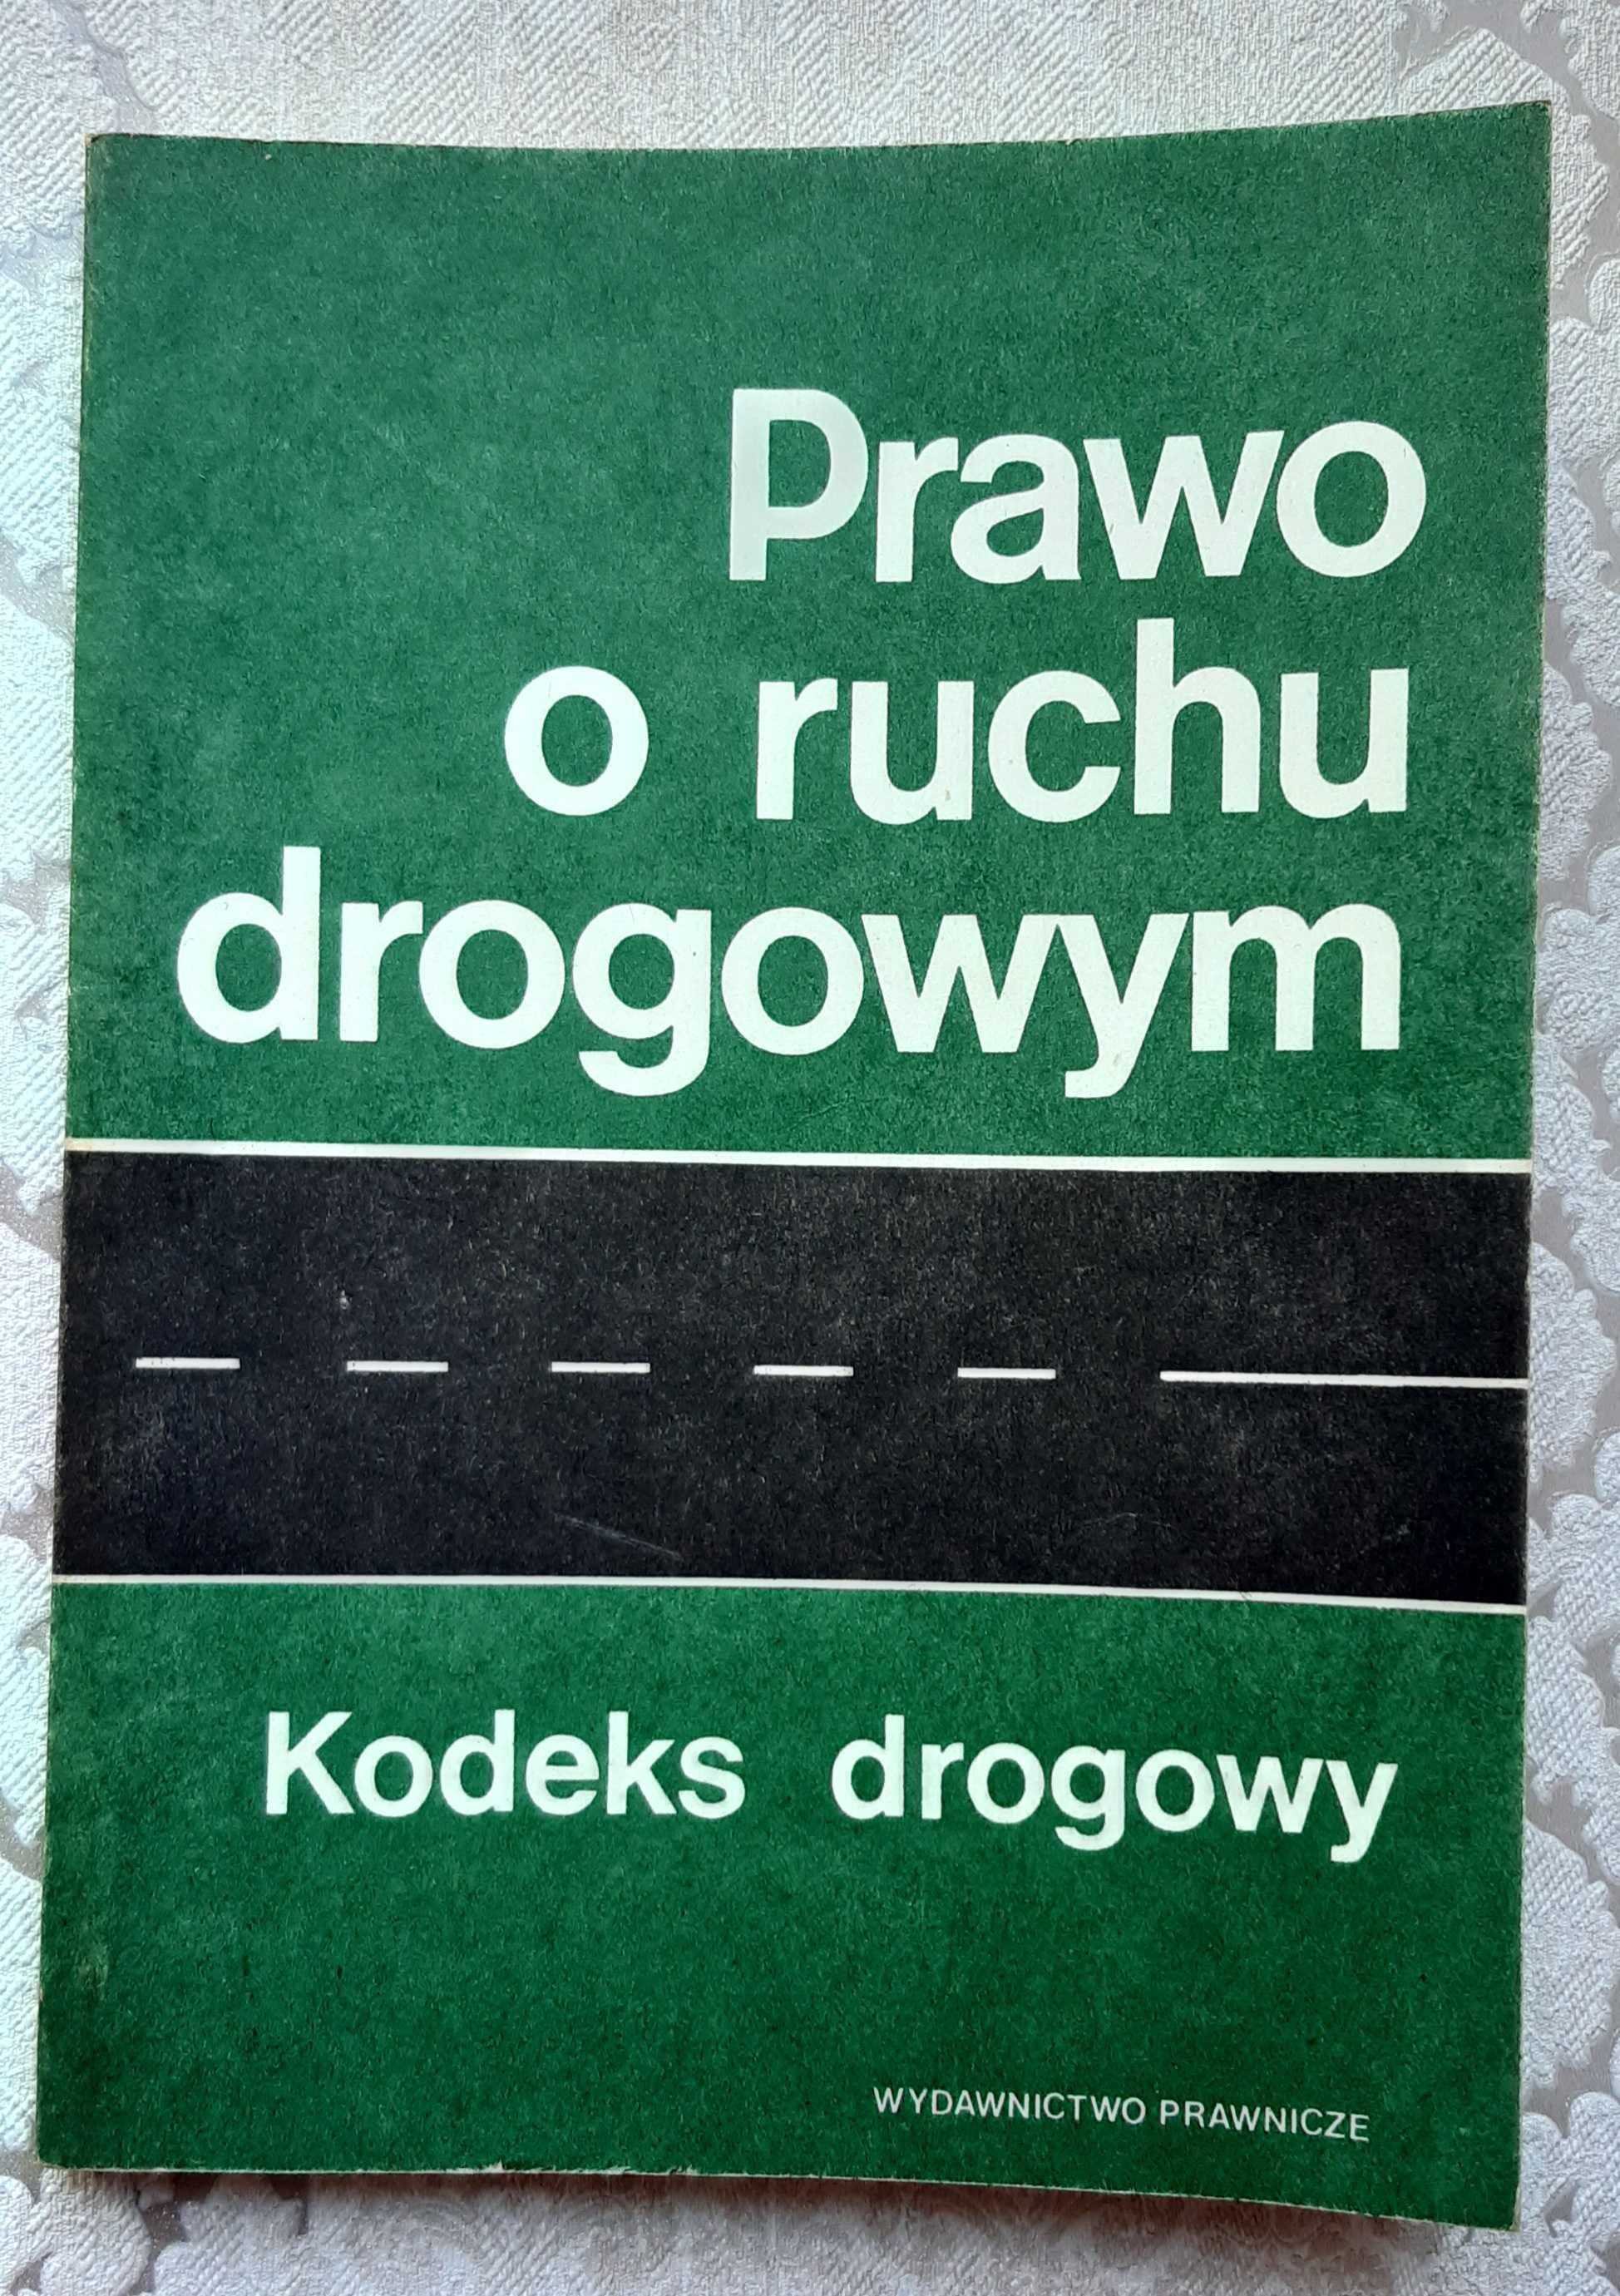 Prawo
o ruchu
drogowym
Kodeks drogowy
WYDAWNICTWO PRAWNICZE